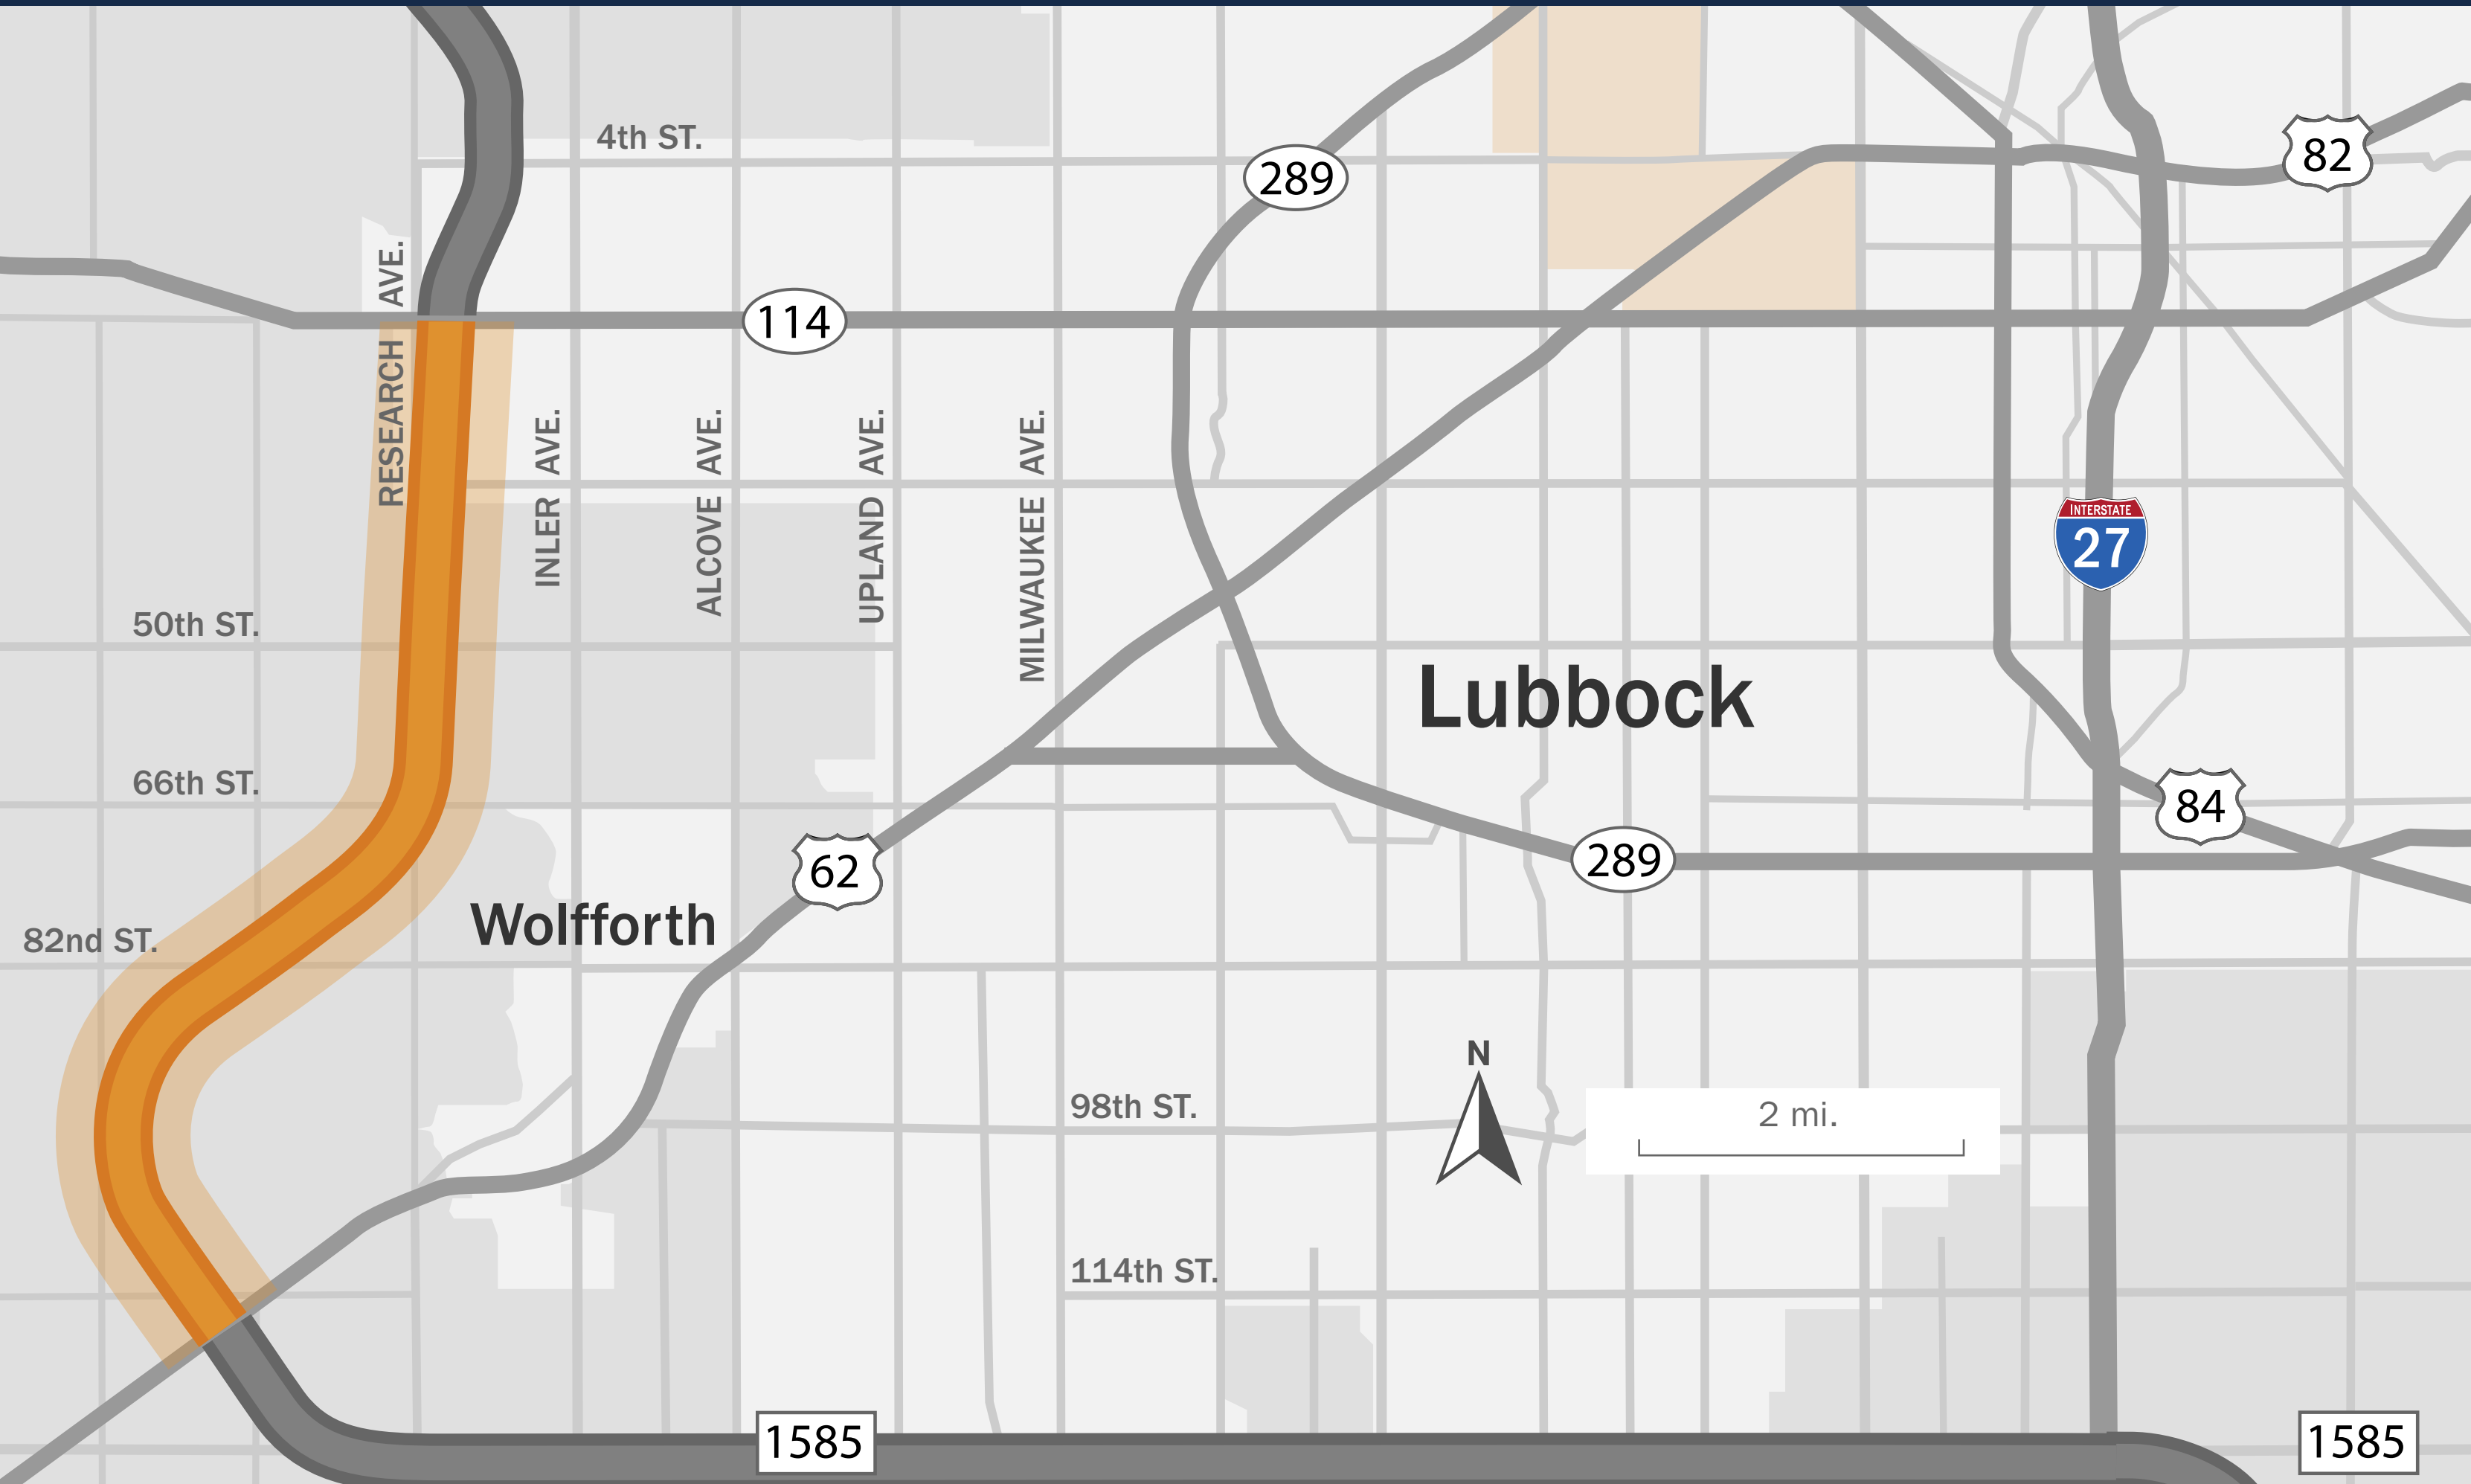 4th ST.
82
289
RESEARCH AVE.
114
INLER AVE.
ALCOVE AVE.
UPLAND AVE.
MILWAUKEE AVE.
INTERSTATE
27
50th ST.
Lubbock
66th ST.
84
62
289
Wolfforth
82nd ST.
N
98th ST.
2 mi.
114th ST.
1585
1585